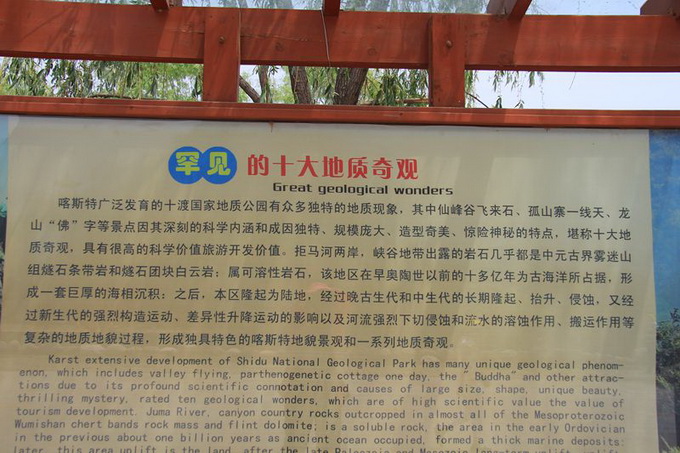 罕见的十大地质奇观
Great geological wonders
喀斯特广泛发育的十渡国家地质公园有众多独特的地质现象，其中仙峰谷飞来石、孤山寨一线天、龙
山“佛”字等景点因其深刻的科学内涵和成因独特、规模庞大、造型奇美、惊险神秘的特点，堪称十大地
质奇观，具有很高的科学价值旅游开发价值。拒马河两岸，峡谷地带出露的岩石几乎都是中元古界雾迷山
组燧石条带岩和燧石团块白云岩；属可溶性岩石，该地区在早奥陶世以前的十多亿年为古海洋所占据，形
成一套巨厚的海相沉积；之后，本区隆起为陆地，经过晚古生代和中生代的长期隆起、抬升、侵蚀，又经
过新生代的强烈构造运动、差异性升降运动的影响以及河流强烈下切侵蚀和流水的溶蚀作用、搬运作用等
复杂的地质地貌过程，形成独具特色的喀斯特地貌景观和一系列地质奇观。
Karst extensive development of Shidu National Geological Park has many unique geological phenom-
enon, which includes valley flying, parthenogenetic cottage one day, the " Buddha" and other attrac-
tions due to its profound scientific connotation and causes of large size, shape, unique beauty,
thrilling mystery, rated ten geological wonders, which are of high scientific value the value of
tourism development. Juma River, canyon country rocks outcropped in almost all of the Mesoproterozoic
Wumishan chert bands rock mass and flint dolomite; is a soluble rock, the area in the early Ordovician
in the previous about one billion years as ancient ocean occupied, formed a thick marine deposits;
later, this area uplift is the land, after the late Paleozoic and Mesozoic long-term uplift, uplift